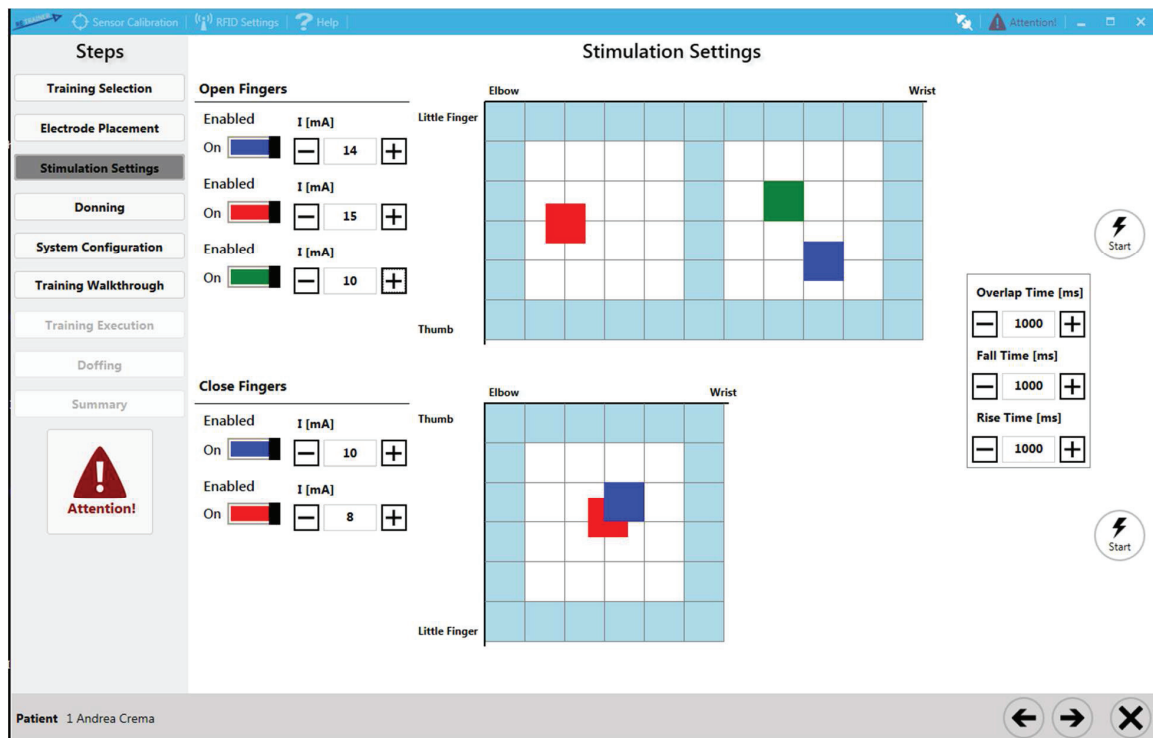 RETRAINER Sensor Calibration RFID Settings Help Attention!
Steps
Training Selection
Electrode Placement
Stimulation Settings
Donning
System Configuration
Training Walkthrough
Training Execution
Doffing
Summary
Attention!
Stimulation Settings
Open Fingers
Enabled I [mA]
On 14
Enabled I [mA]
On 15
Enabled I [mA]
On 10
Elbow Wrist
Little Finger
Thumb
Close Fingers
Enabled I [mA]
On 10
Enabled I [mA]
On 8
Elbow Wrist
Thumb
Little Finger
Start
Overlap Time [ms]
1000
Fall Time [ms]
1000
Rise Time [ms]
1000
Start
Patient 1 Andrea Crema